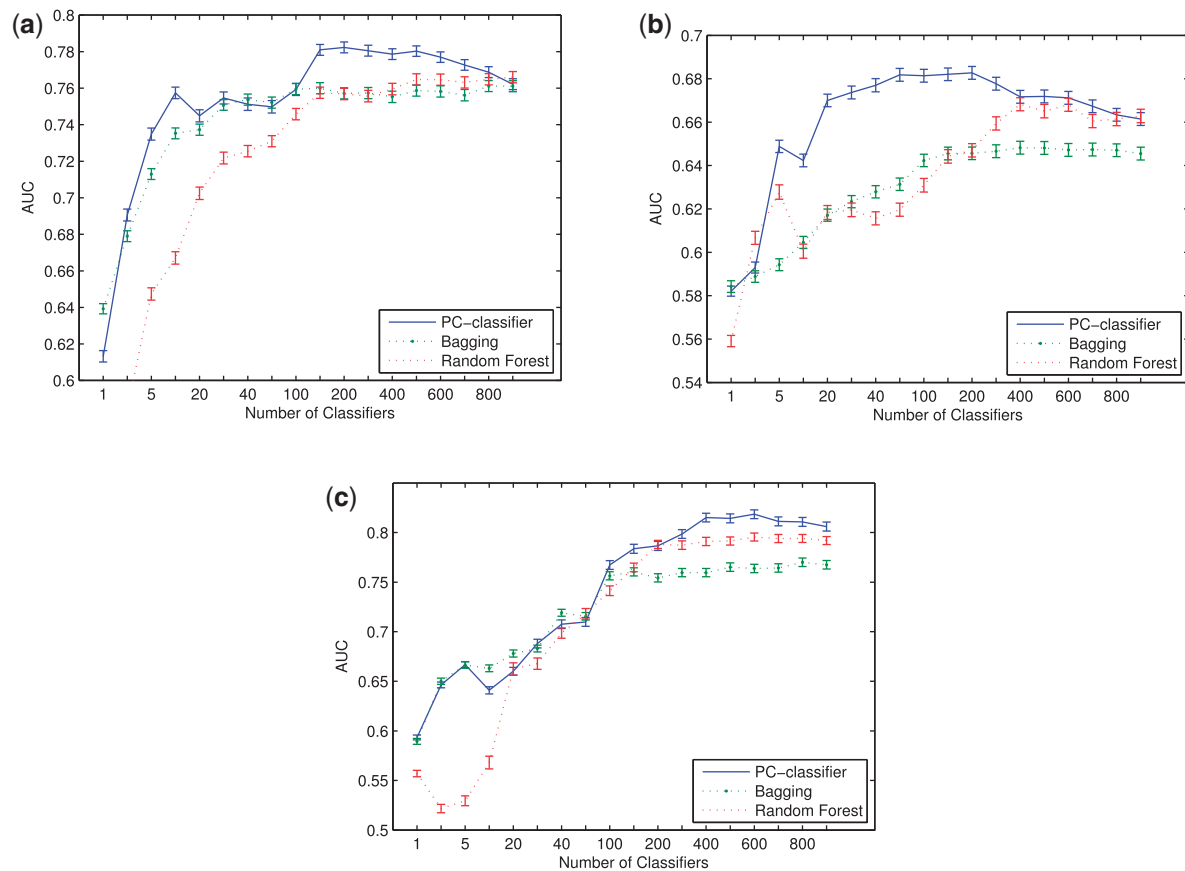 (a)
0.8
0.78
0.76
0.74
0.72
0.7
0.68
0.66
0.64
0.62
0.6
AUC
1 5 20 40 100 200 400 600 800
Number of Classifiers
PC−classifier
Bagging
Random Forest
(b)
0.7
0.68
0.66
0.64
0.62
0.6
0.58
0.56
0.54
AUC
1 5 20 40 100 200 400 600 800
Number of Classifiers
PC−classifier
Bagging
Random Forest
(c)
0.8
0.75
0.7
0.65
0.6
0.55
0.5
AUC
1 5 20 40 100 200 400 600 800
Number of Classifiers
PC−classifier
Bagging
Random Forest